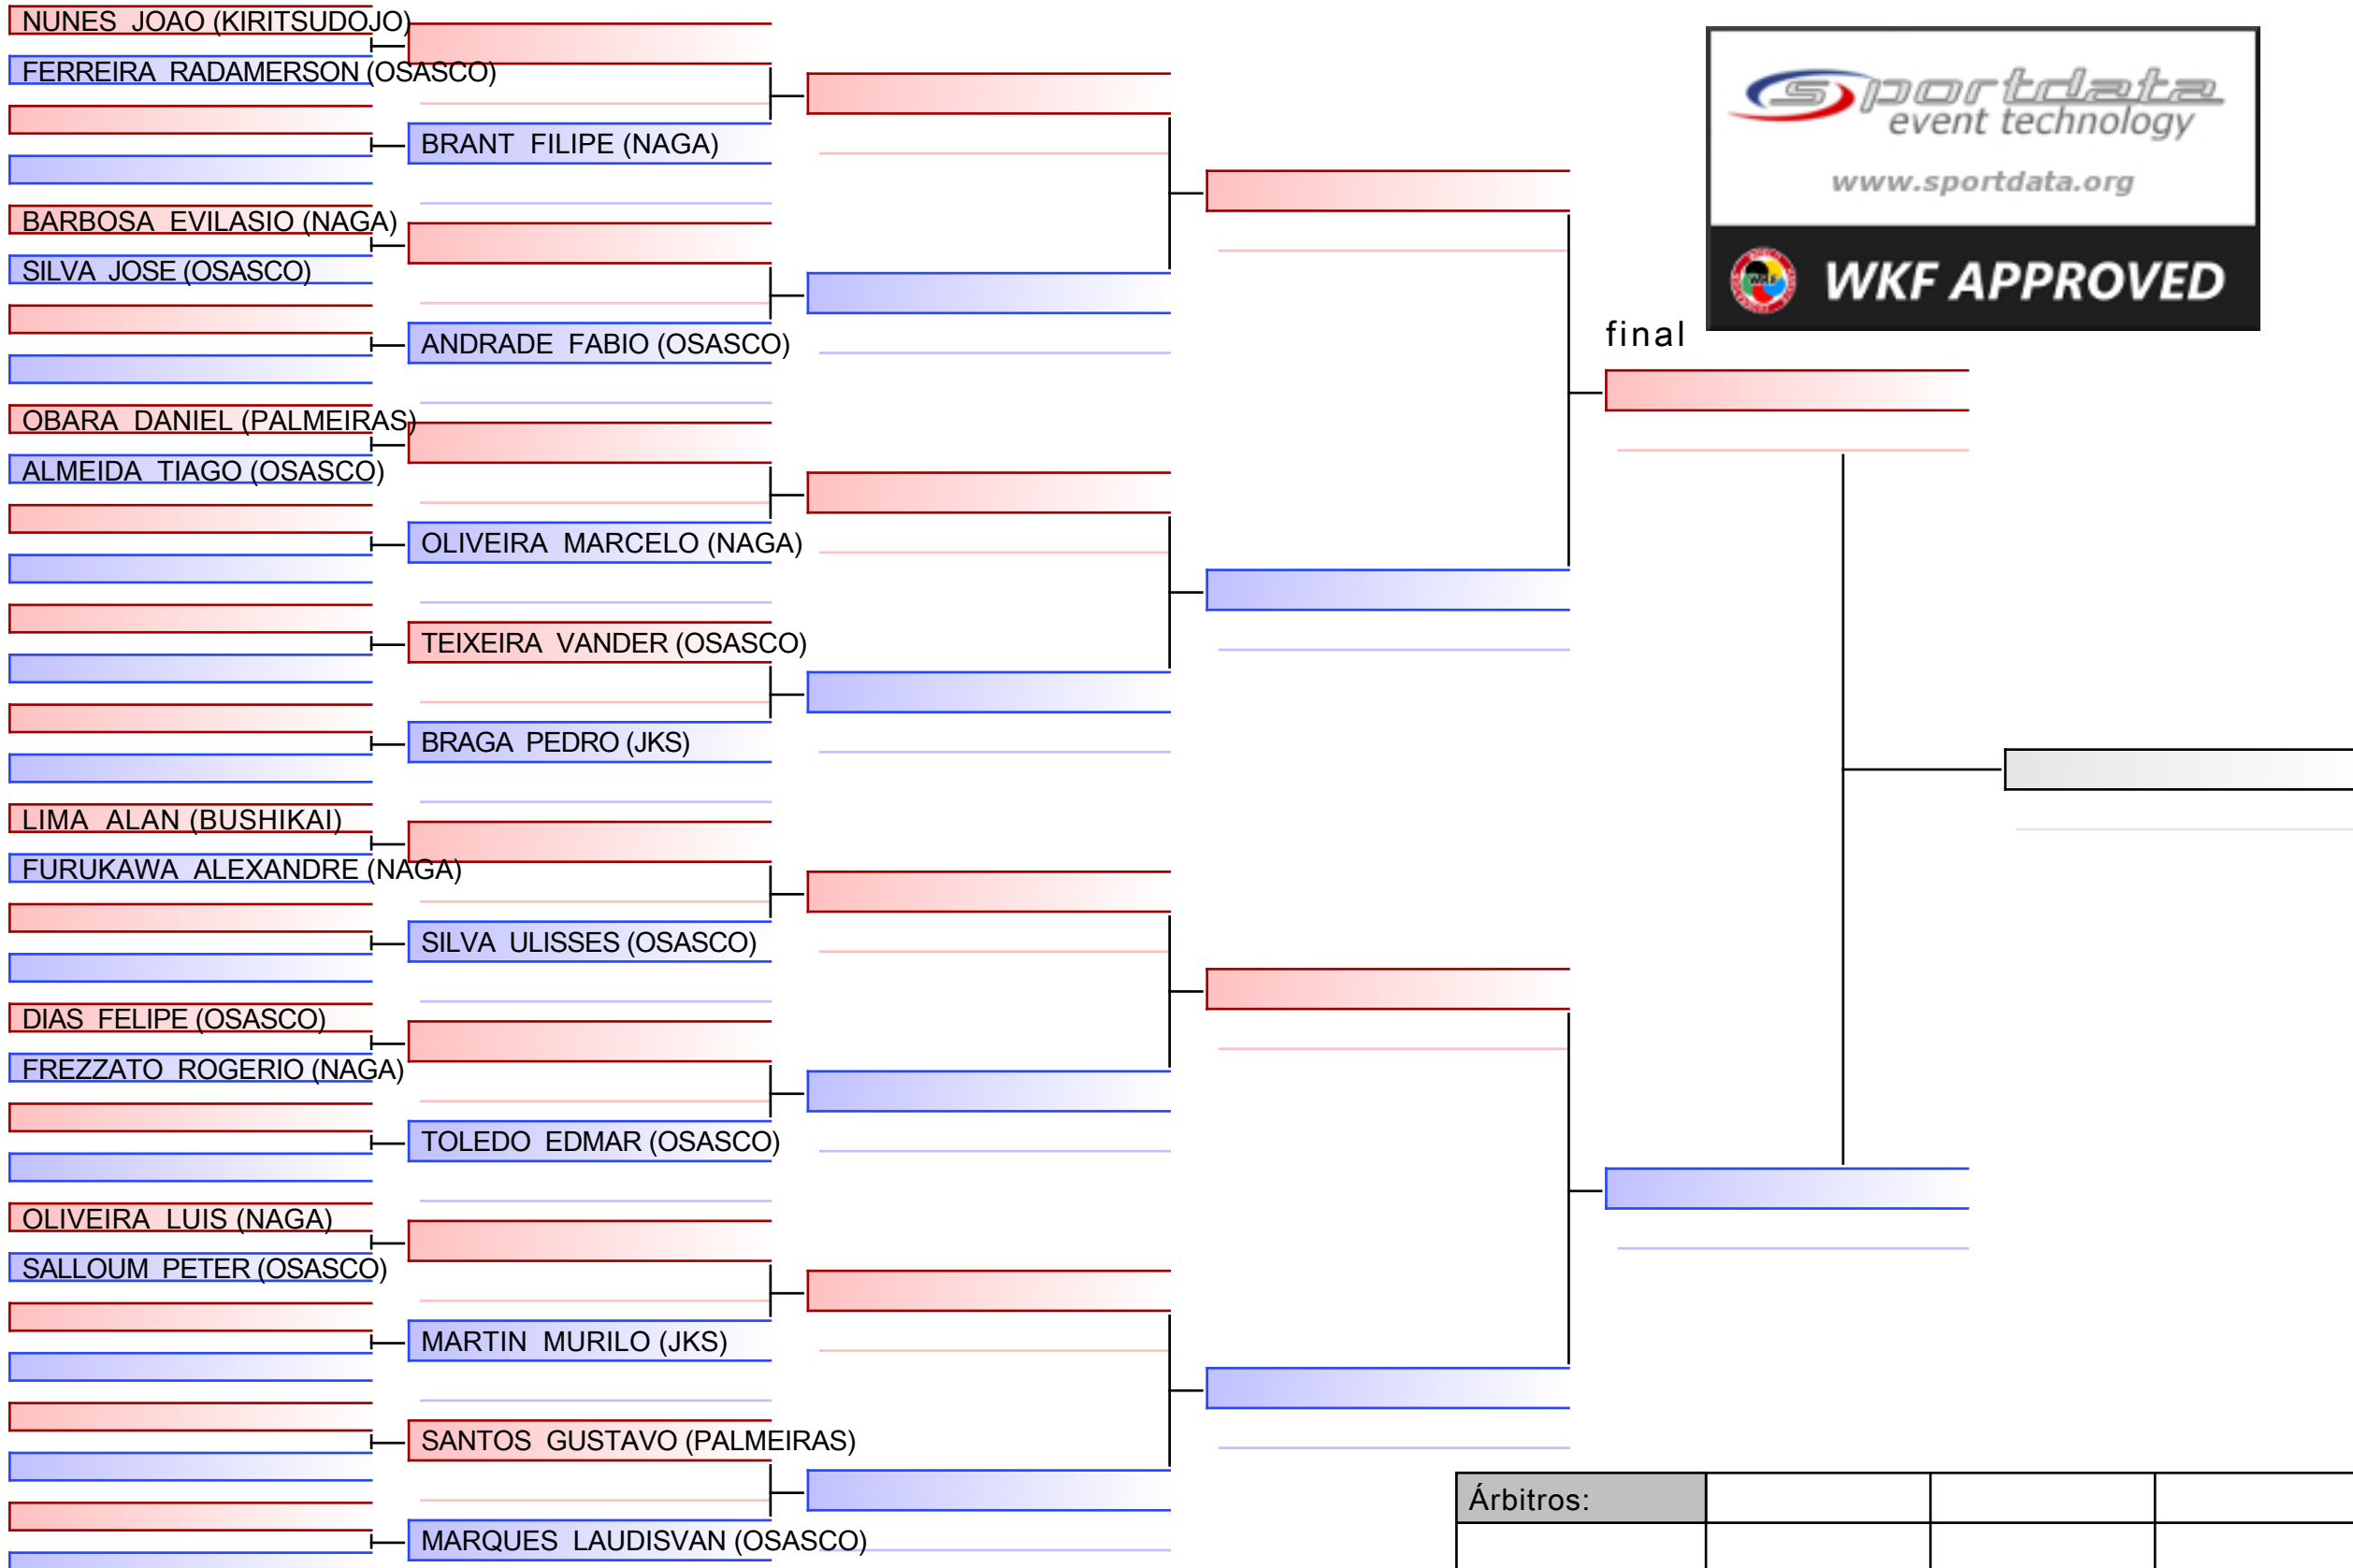 NUNES JOAO (KIRITSUDOJO)
FERREIRA RADAMERSON (OSASCO)
BRANT FILIPE (NAGA)
BARBOSA EVILASIO (NAGA)
SILVA JOSE (OSASCO)
ANDRADE FABIO (OSASCO)
OBARA DANIEL (PALMEIRAS)
ALMEIDA TIAGO (OSASCO)
OLIVEIRA MARCELO (NAGA)
TEIXEIRA VANDER (OSASCO)
BRAGA PEDRO (JKS)
LIMA ALAN (BUSHIKAI)
FURUKAWA ALEXANDRE (NAGA)
SILVA ULISSES (OSASCO)
DIAS FELIPE (OSASCO)
FREZZATO ROGERIO (NAGA)
TOLEDO EDMAR (OSASCO)
OLIVEIRA LUIS (NAGA)
SALLOUM PETER (OSASCO)
MARTIN MURILO (JKS)
SANTOS GUSTAVO (PALMEIRAS)
MARQUES LAUDISVAN (OSASCO)
sportdata
event technology
www.sportdata.org
WKF
WKF APPROVED
final
Árbitros: